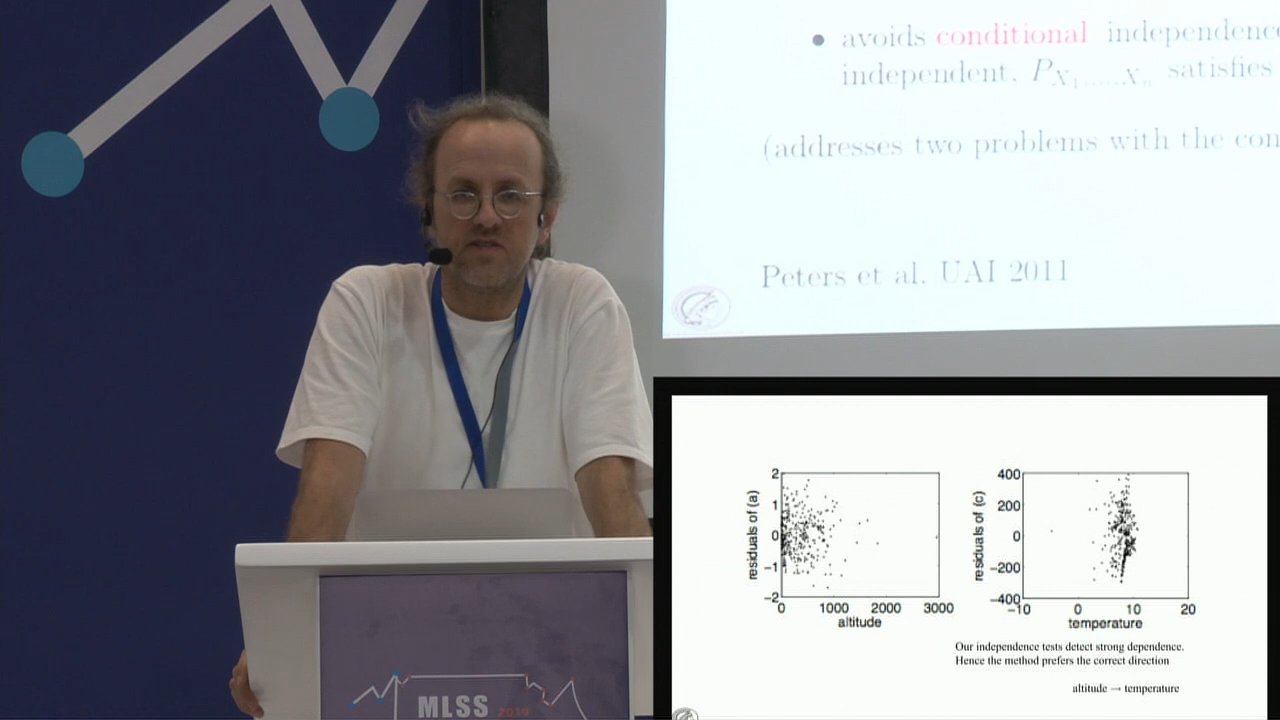 • avoids conditional independence
independent. P X₁,...,Xₙ satisfies
(addresses two problems with the con
Peters et al. UAI 2011
2
1
0
−1
−2
residuals of (a)
0 1000 2000 3000
altitude
400
200
0
−200
−400
residuals of (c)
−10 0 10 20
temperature
Our independence tests detect strong dependence.
Hence the method prefers the correct direction
altitude → temperature
MLSS 2019